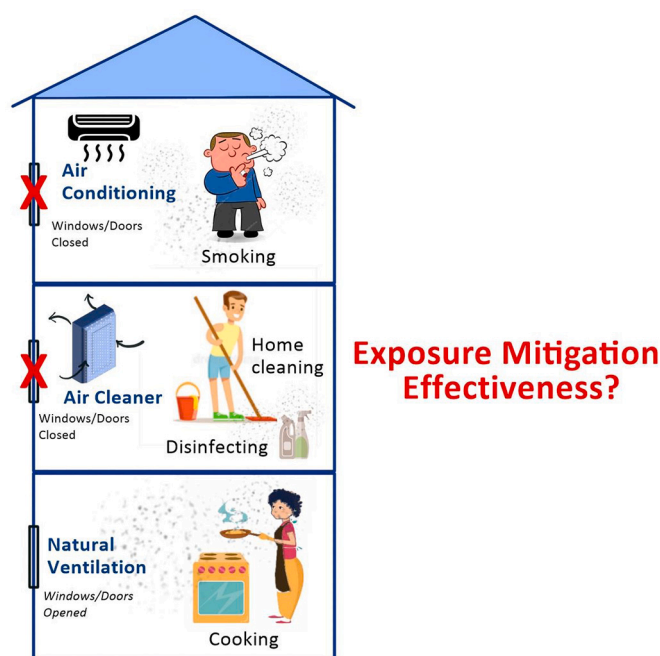 Air
Conditioning
Windows/Doors
Closed
Smoking
Home
cleaning
Air Cleaner
Windows/Doors
Closed
Disinfecting
Natural
Ventilation
Windows/Doors
Opened
Cooking
Exposure Mitigation
Effectiveness?